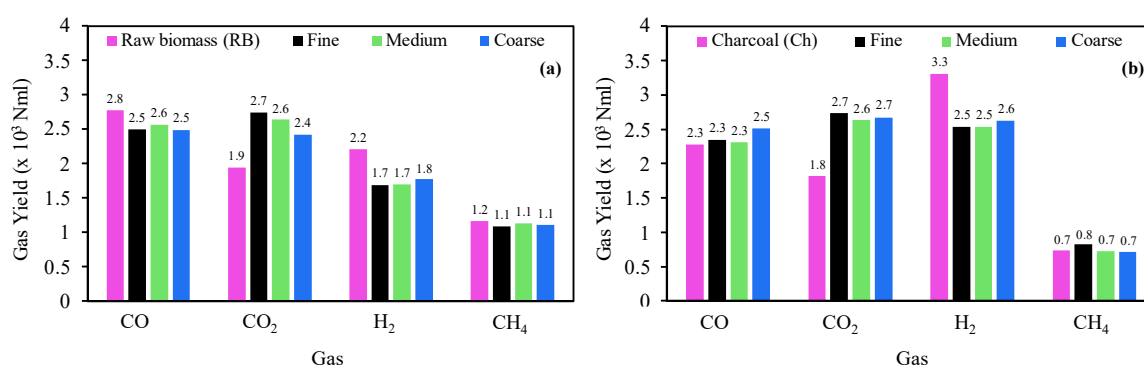 4
3.5
3
2.5
2
1.5
1
0.5
0
Gas Yield (x 10³ Nml)
Raw biomass (RB) Fine Medium Coarse
(a)
2.8 2.5 2.6 2.5
1.9 2.7 2.6 2.4
2.2 1.7 1.7 1.8
1.2 1.1 1.1 1.1
CO CO₂ H₂ CH₄
Gas
4
3.5
3
2.5
2
1.5
1
0.5
0
Gas Yield (x 10³ Nml)
Charcoal (Ch) Fine Medium Coarse
(b)
2.3 2.3 2.3 2.5
1.8 2.7 2.6 2.7
3.3 2.5 2.5 2.6
0.7 0.8 0.7 0.7
CO CO₂ H₂ CH₄
Gas